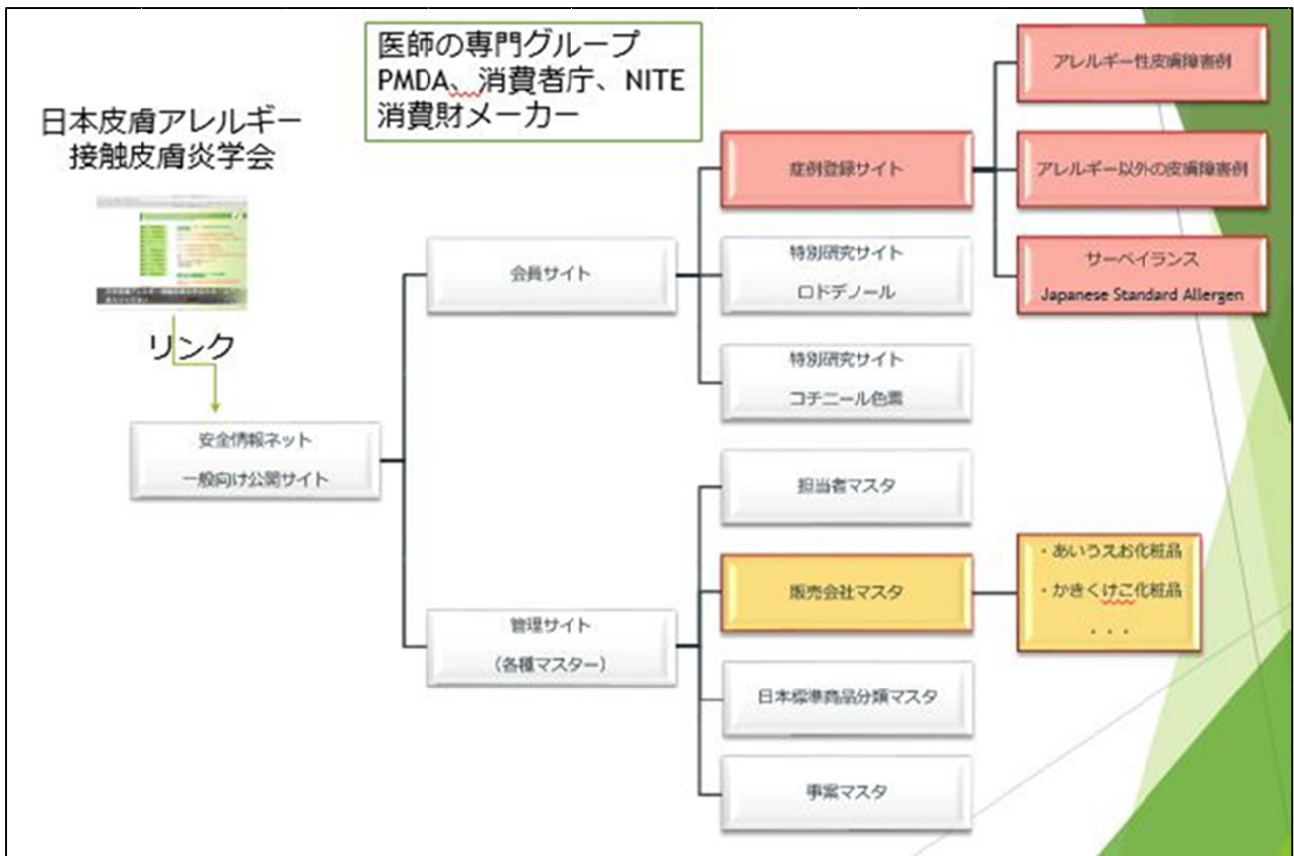 医師の専門グループ
PMDA、消費者庁、NITE
消費財メーカー
日本皮膚アレルギー
接触皮膚炎学会
リンク
安全情報ネット
一般向け公開サイト
会員サイト
症例登録サイト
アレルギー性皮膚障害例
アレルギー以外の皮膚障害例
サーベイランス
Japanese Standard Allergen
特別研究サイト
ロドデノール
特別研究サイト
コチニール色素
管理サイト
(各種マスター)
担当者マスタ
販売会社マスタ
・あいうえお化粧品
・かきくけこ化粧品
・・・
日本標準商品分類マスタ
事案マスタ